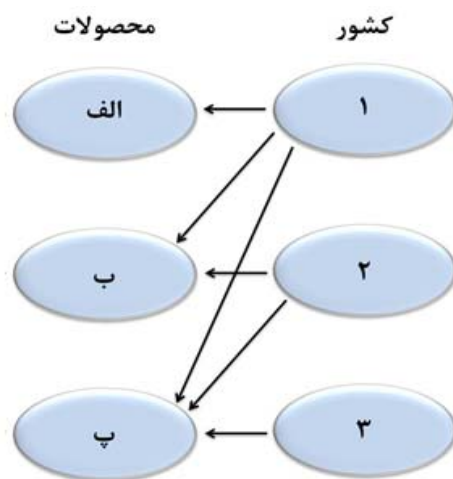 کشور محصولات
۱ الف
۲ ب
۳ پ